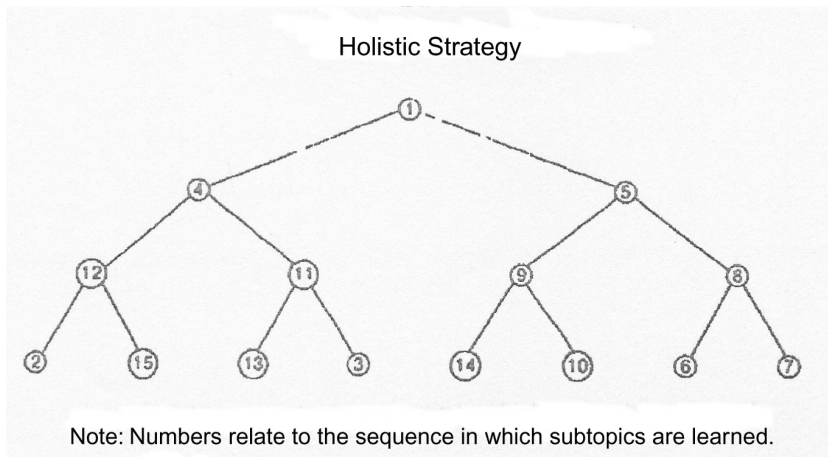 Holistic Strategy
1
4 5
12 11 9 8
2 15 13 3 14 10 6 7
Note: Numbers relate to the sequence in which subtopics are learned.